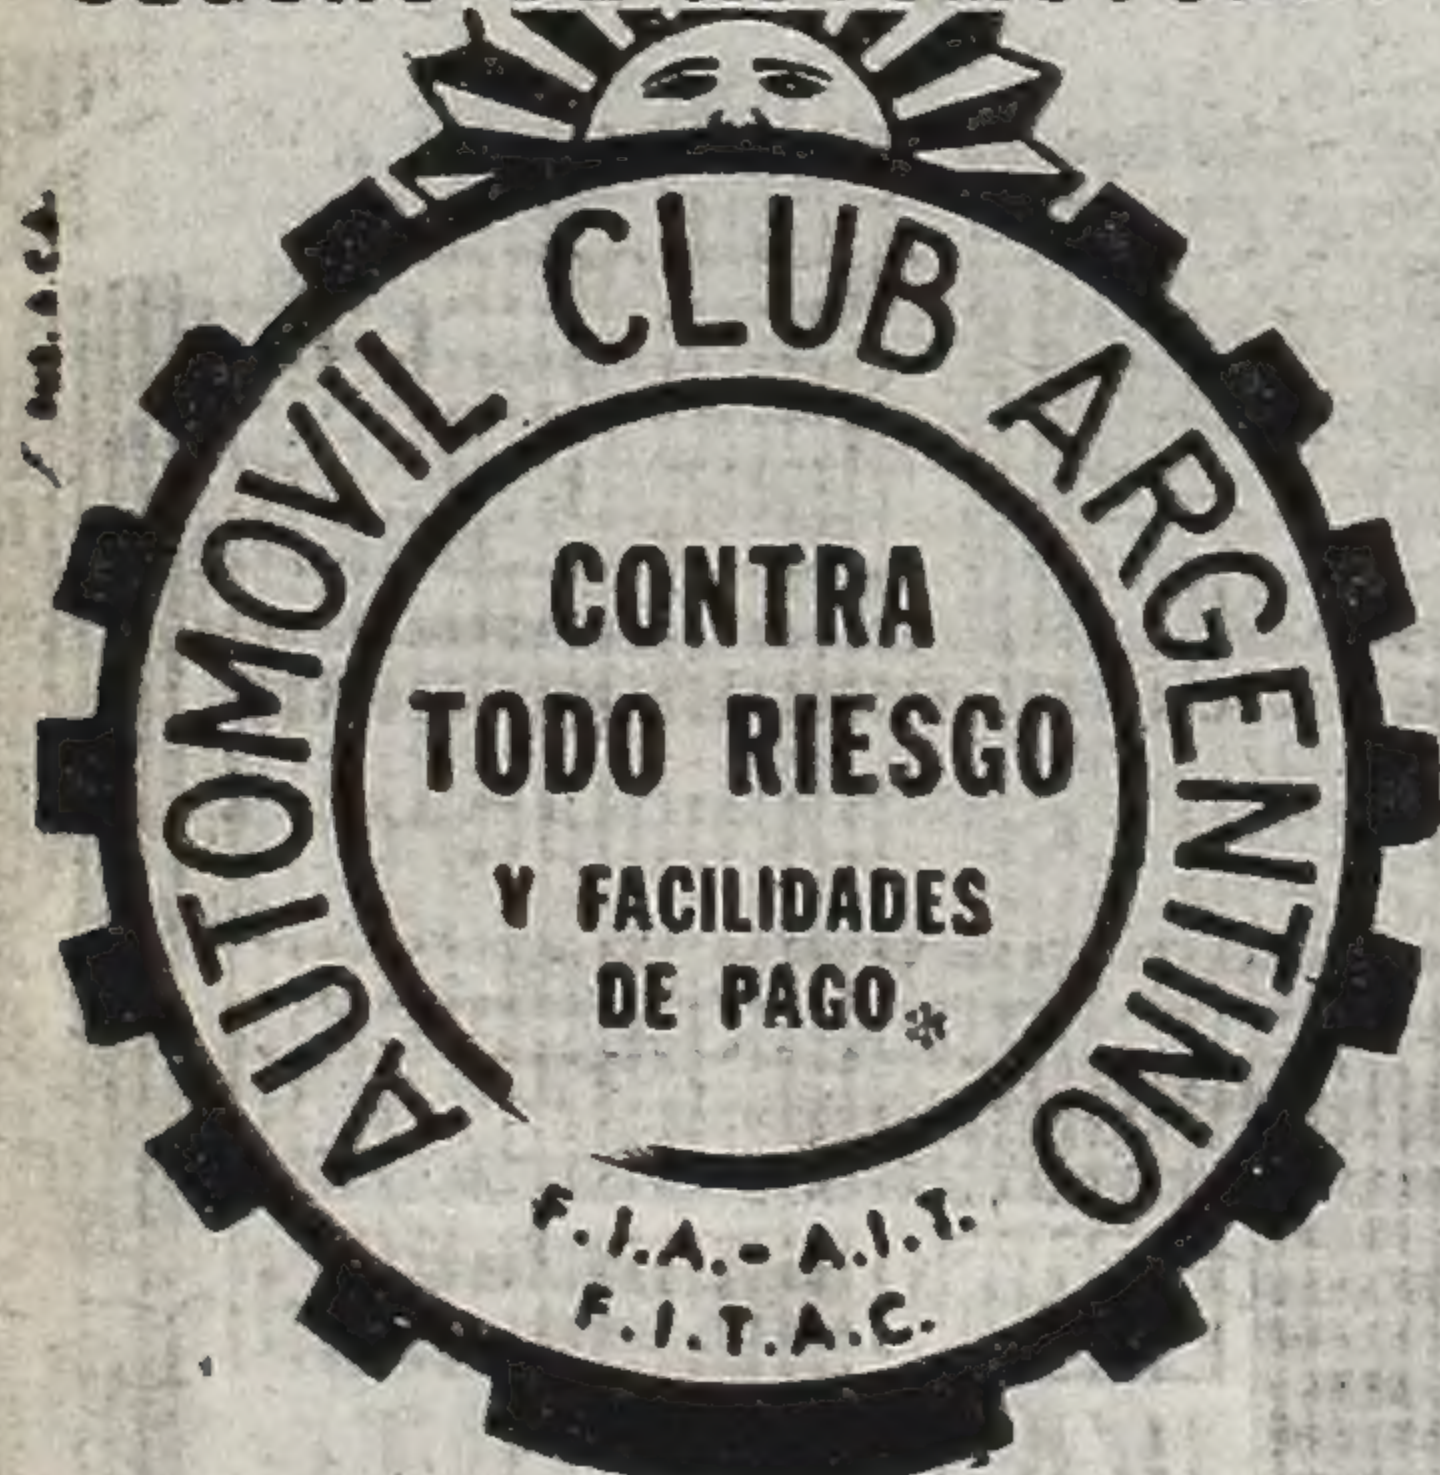 AUTOMOVIL CLUB ARGENTINO
CONTRA
TODO RIESGO
Y FACILIDADES
DE PAGO*
F.I.A.- A.I.T.
F.I.T.A.C.